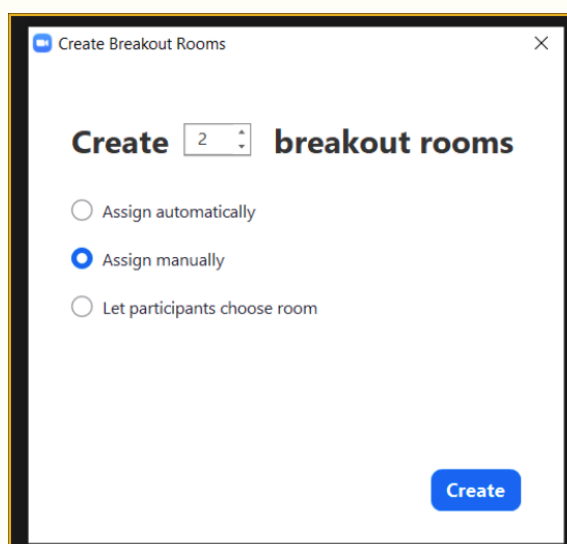 Create Breakout Rooms
Create 2 breakout rooms
Assign automatically
Assign manually
Let participants choose room
Create